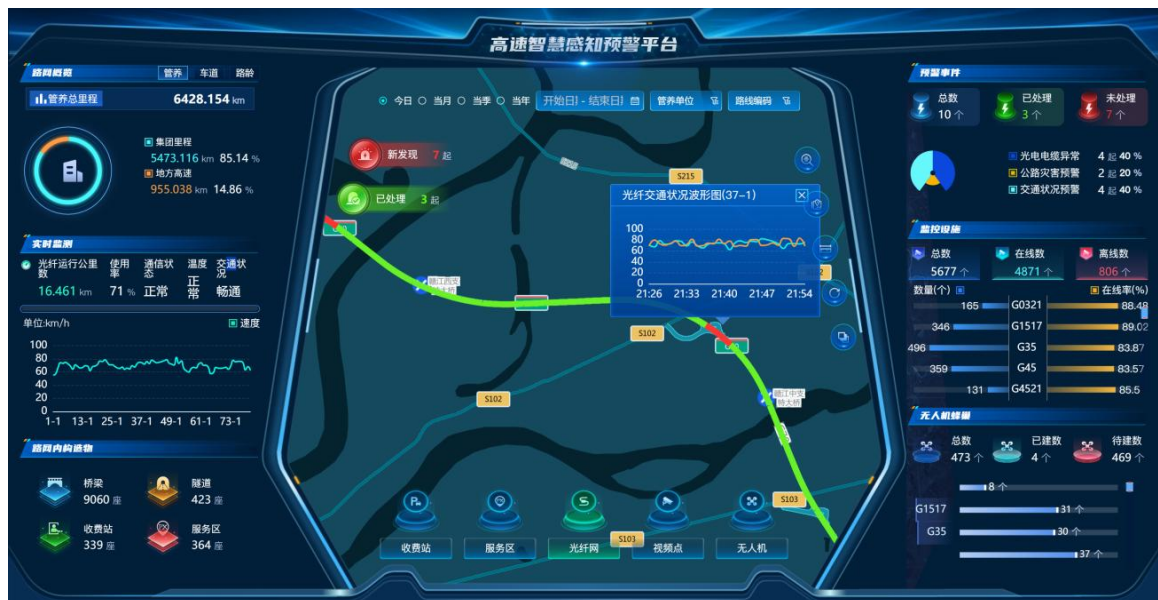 高速智慧感知预警平台
路网概览
管养 车道 路龄
管养总里程
6428.154 km
集团里程
5473.116 km 85.14 %
地方高速
955.038 km 14.86 %
实时监测
光纤运行公里数
使用率
通信状态
温度
交通状况
16.461 km
71 %
正常
正常
畅通
单位:km/h
速度
100
80
60
40
20
0
1-1 13-1 25-1 37-1 49-1 61-1 73-1
路网内构造物
桥梁
9060 座
隧道
423 座
收费站
339 座
服务区
364 座
今日 当月 当季 当年
开始日 - 结束日
管养单位
路线编码
新发现 7 起
已处理 3 起
S215
光纤交通状况波形图(37-1)
100
80
60
40
20
0
21:26 21:33 21:40 21:47 21:54
S102
S102
赣江中支
特大桥
S103
S103
收费站
服务区
光纤网
视频点
无人机
预警事件
总数
10 个
已处理
3 个
未处理
7 个
光电电缆异常 4 起 40 %
公路灾害预警 2 起 20 %
交通状况预警 4 起 40 %
监控设施
总数
5677 个
在线数
4871 个
离线数
806 个
数量(个)
在线率(%)
165 G0321 88.48
346 G1517 89.02
496 G35 83.87
359 G45 83.57
131 G4521 85.5
无人机蜂巢
总数
473 个
已建数
4 个
待建数
469 个
8 个
G1517 31 个
G35 30 个
37 个